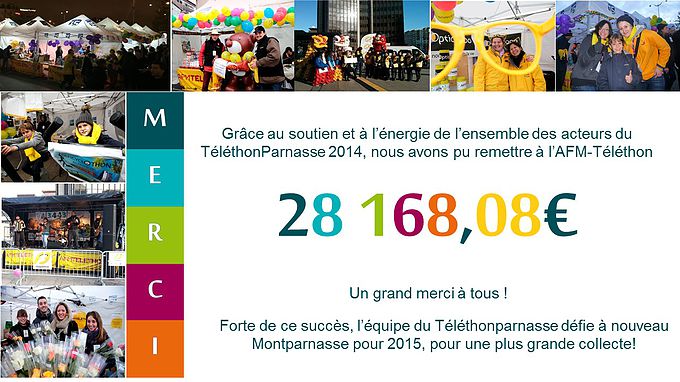 M
E
R
C
I
Grâce au soutien et à l'énergie de l'ensemble des acteurs du
TéléthonParnasse 2014, nous avons pu remettre à l'AFM-Téléthon
28 168,08€
Un grand merci à tous !
Forte de ce succès, l'équipe du Téléthonparnasse défie à nouveau
Montparnasse pour 2015, pour une plus grande collecte!